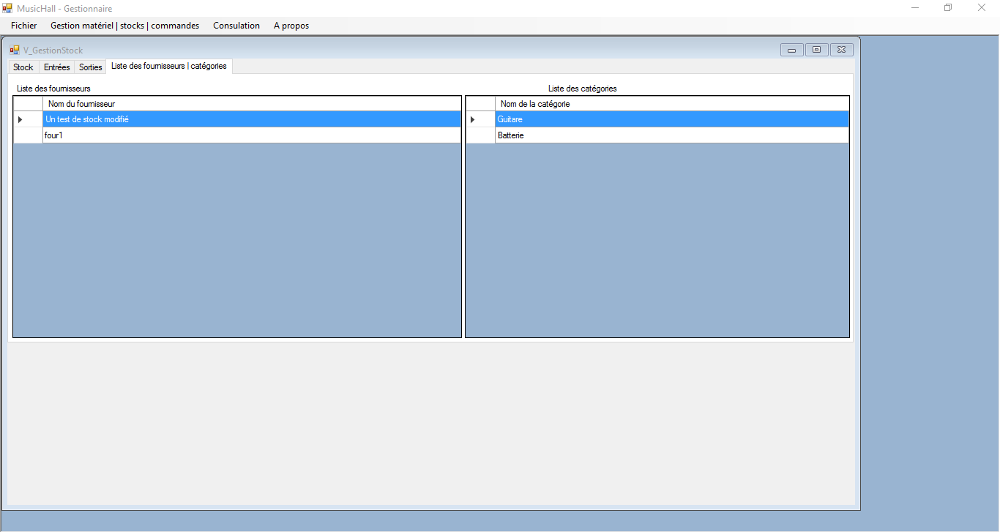 MusicHall - Gestionnaire
Fichier Gestion matériel | stocks | commandes Consulation A propos
V_GestionStock
Stock Entrées Sorties Liste des fournisseurs | catégories
Liste des fournisseurs Liste des catégories
Nom du fournisseur Nom de la catégorie
Un test de stock modifié Guitare
four1 Batterie